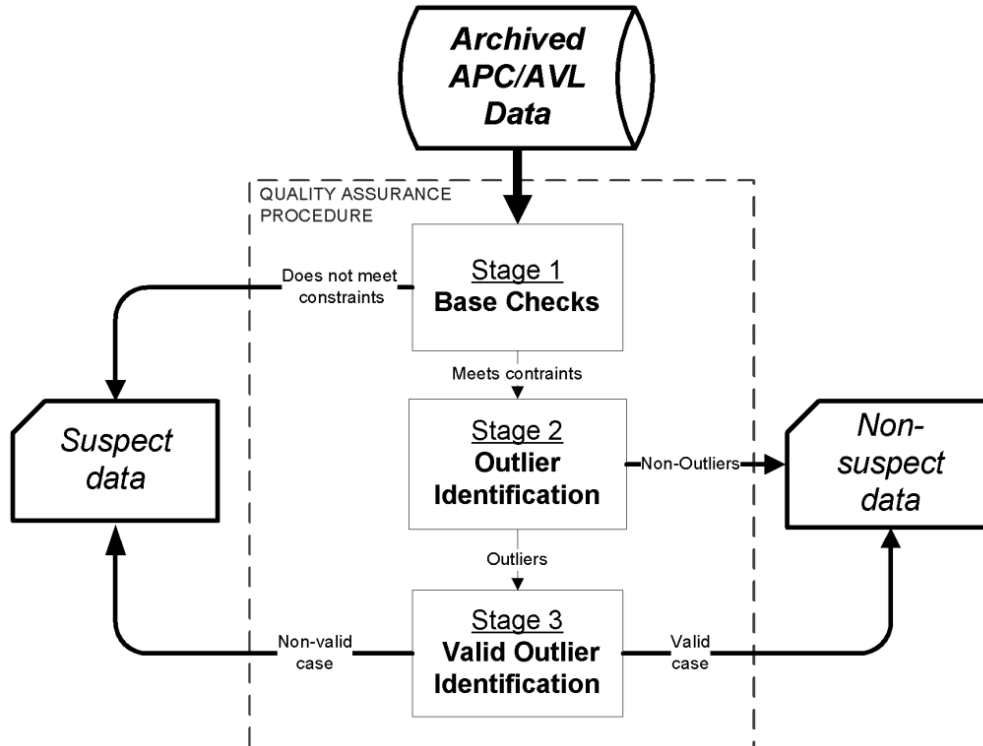 Archived
APC/AVL
Data
QUALITY ASSURANCE
PROCEDURE
Stage 1
Base Checks
Does not meet
constraints
Meets contraints
Suspect
data
Stage 2
Outlier
Identification
Non-Outliers
Non-
suspect
data
Outliers
Stage 3
Valid Outlier
Identification
Non-valid
case
Valid
case